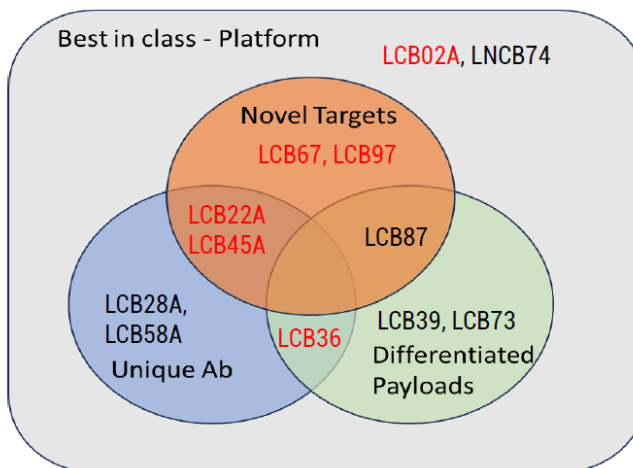 Best in class - Platform
LCB02A, LNCB74
Novel Targets
LCB67, LCB97
LCB22A
LCB45A
LCB87
LCB28A,
LCB58A
Unique Ab
LCB36
LCB39, LCB73
Differentiated
Payloads